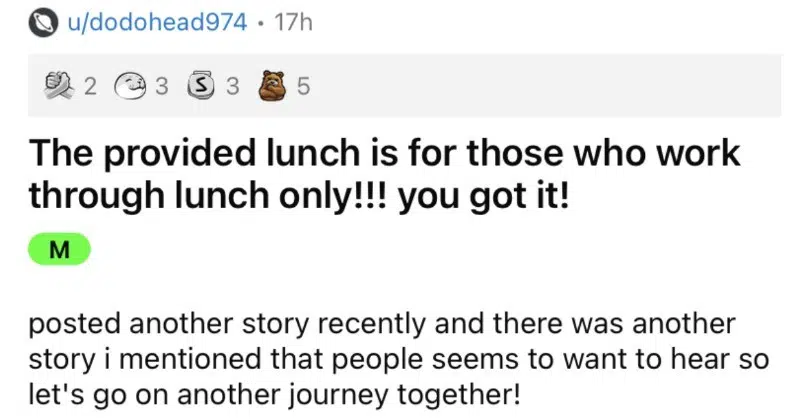 u/dodohead974 • 17h
2 3 S 3 5
The provided lunch is for those who work
through lunch only!!! you got it!
M
posted another story recently and there was another
story i mentioned that people seems to want to hear so
let's go on another journey together!